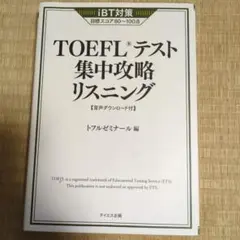 iBT対策
目標スコア80～100点
TOEFL®テスト
集中攻略
リスニング
【音声ダウンロード付】
トフルゼミナール 編
TOEFL is a registered trademark of Educational Testing Service (ETS).
This publication is not endorsed or approved by ETS.
テイエス企画